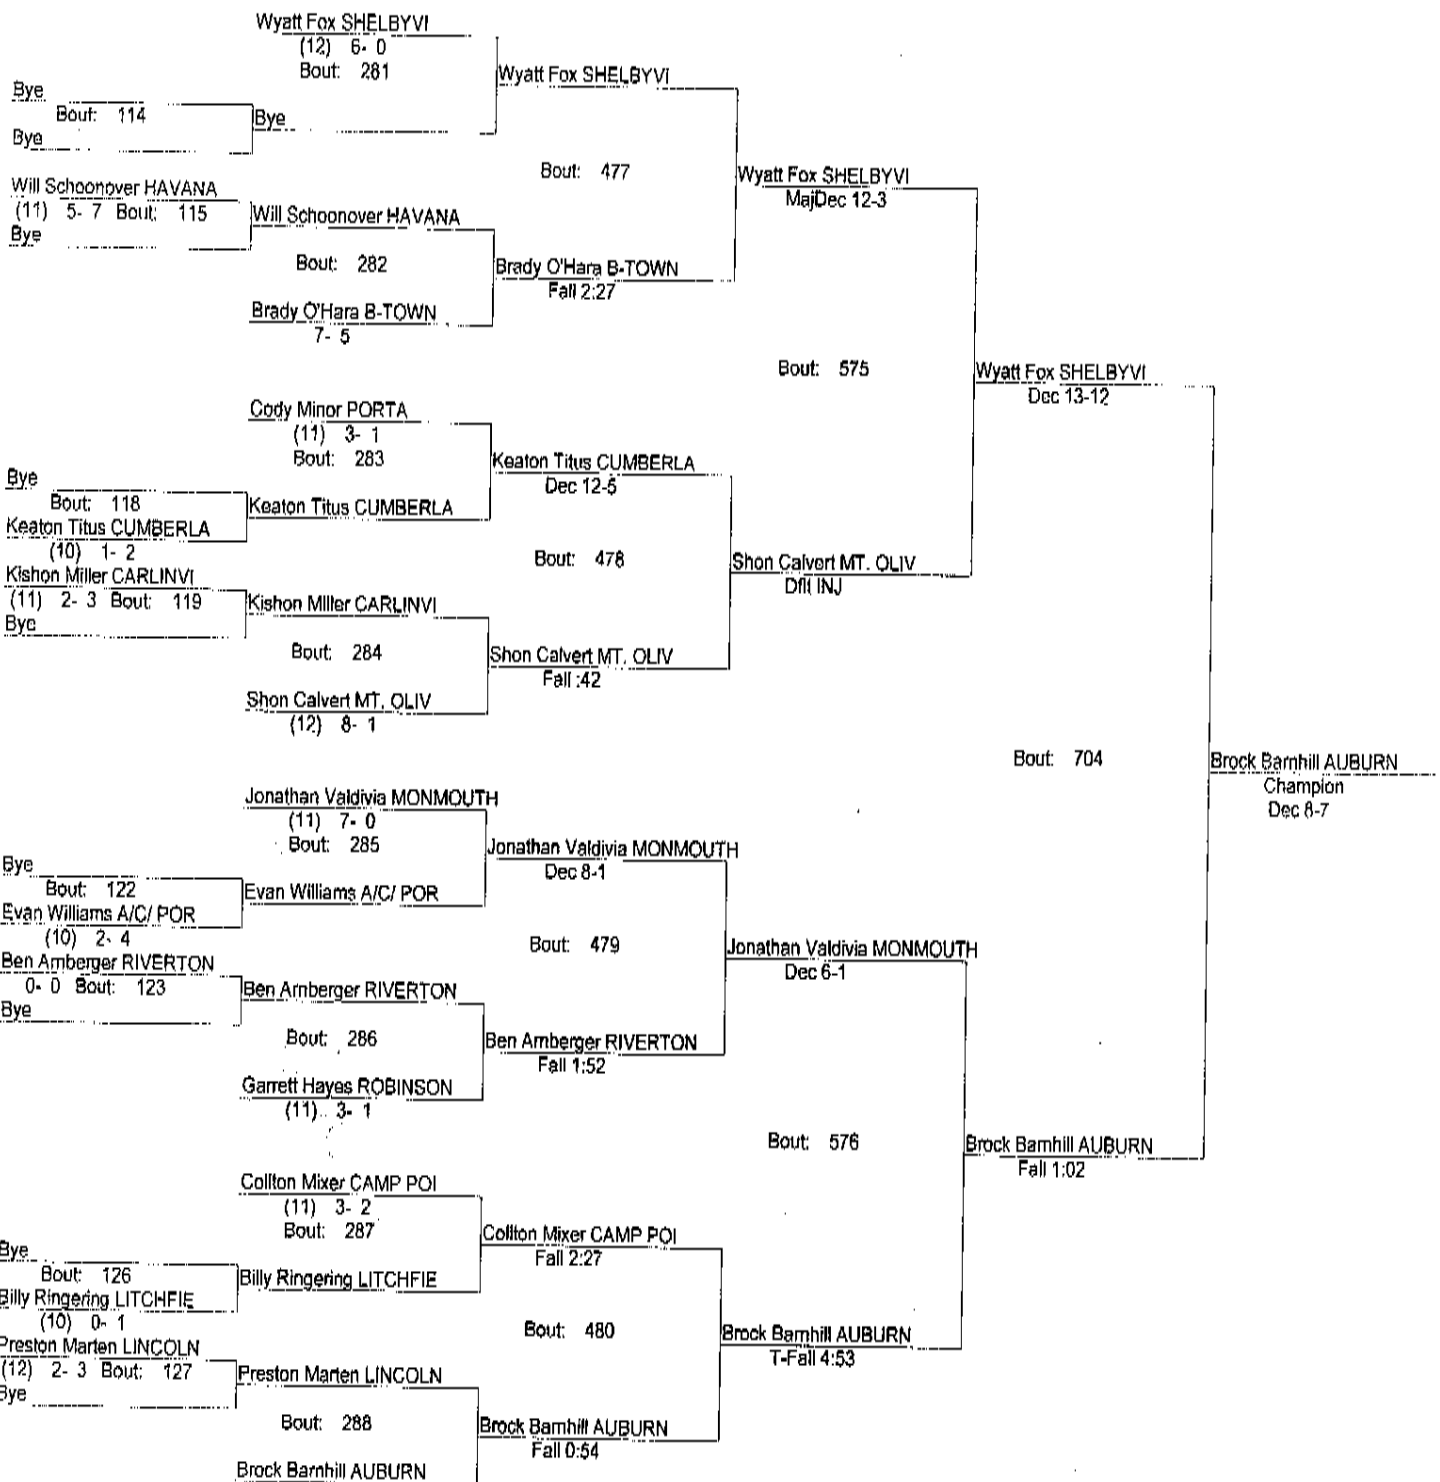 Wyatt Fox SHELBYVI
(12) 6- 0
Bout: 281
Bye
Bout: 114
Bye
Bye
Wyatt Fox SHELBYVI
Will Schoonover HAVANA
(11) 5- 7 Bout: 115
Bye
Will Schoonover HAVANA
Bout: 282
Brady O'Hara B-TOWN
7- 5
Bout: 477
Brady O'Hara B-TOWN
Fall 2:27
Wyatt Fox SHELBYVI
MajDec 12-3
Cody Minor PORTA
(11) 3- 1
Bout: 283
Bye
Bout: 118
Keaton Titus CUMBERLA
(10) 1- 2
Keaton Titus CUMBERLA
Keaton Titus CUMBERLA
Dec 12-5
Kishon Miller CARLINVI
(11) 2- 3 Bout: 119
Bye
Kishon Miller CARLINVI
Bout: 284
Shon Calvert MT. OLIV
(12) 8- 1
Bout: 478
Shon Calvert MT. OLIV
Fall :42
Shon Calvert MT. OLIV
Dflt INJ
Bout: 575
Wyatt Fox SHELBYVI
Dec 13-12
Jonathan Valdivia MONMOUTH
(11) 7- 0
Bout: 285
Bye
Bout: 122
Evan Williams A/C/ POR
(10) 2- 4
Evan Williams A/C/ POR
Jonathan Valdivia MONMOUTH
Dec 8-1
Ben Arnberger RIVERTON
0- 0 Bout: 123
Bye
Ben Arnberger RIVERTON
Bout: 286
Garrett Hayes ROBINSON
(11) 3- 1
Bout: 479
Ben Arnberger RIVERTON
Fall 1:52
Jonathan Valdivia MONMOUTH
Dec 6-1
Collton Mixer CAMP POI
(11) 3- 2
Bout: 287
Bye
Bout: 126
Billy Ringering LITCHFIE
(10) 0- 1
Billy Ringering LITCHFIE
Collton Mixer CAMP POI
Fall 2:27
Preston Marten LINCOLN
(12) 2- 3 Bout: 127
Bye
Preston Marten LINCOLN
Bout: 288
Brock Barnhill AUBURN
Bout: 480
Brock Barnhill AUBURN
Fall 0:54
Brock Barnhill AUBURN
T-Fall 4:53
Bout: 576
Brock Barnhill AUBURN
Fall 1:02
Bout: 704
Brock Barnhill AUBURN
Champion
Dec 8-7